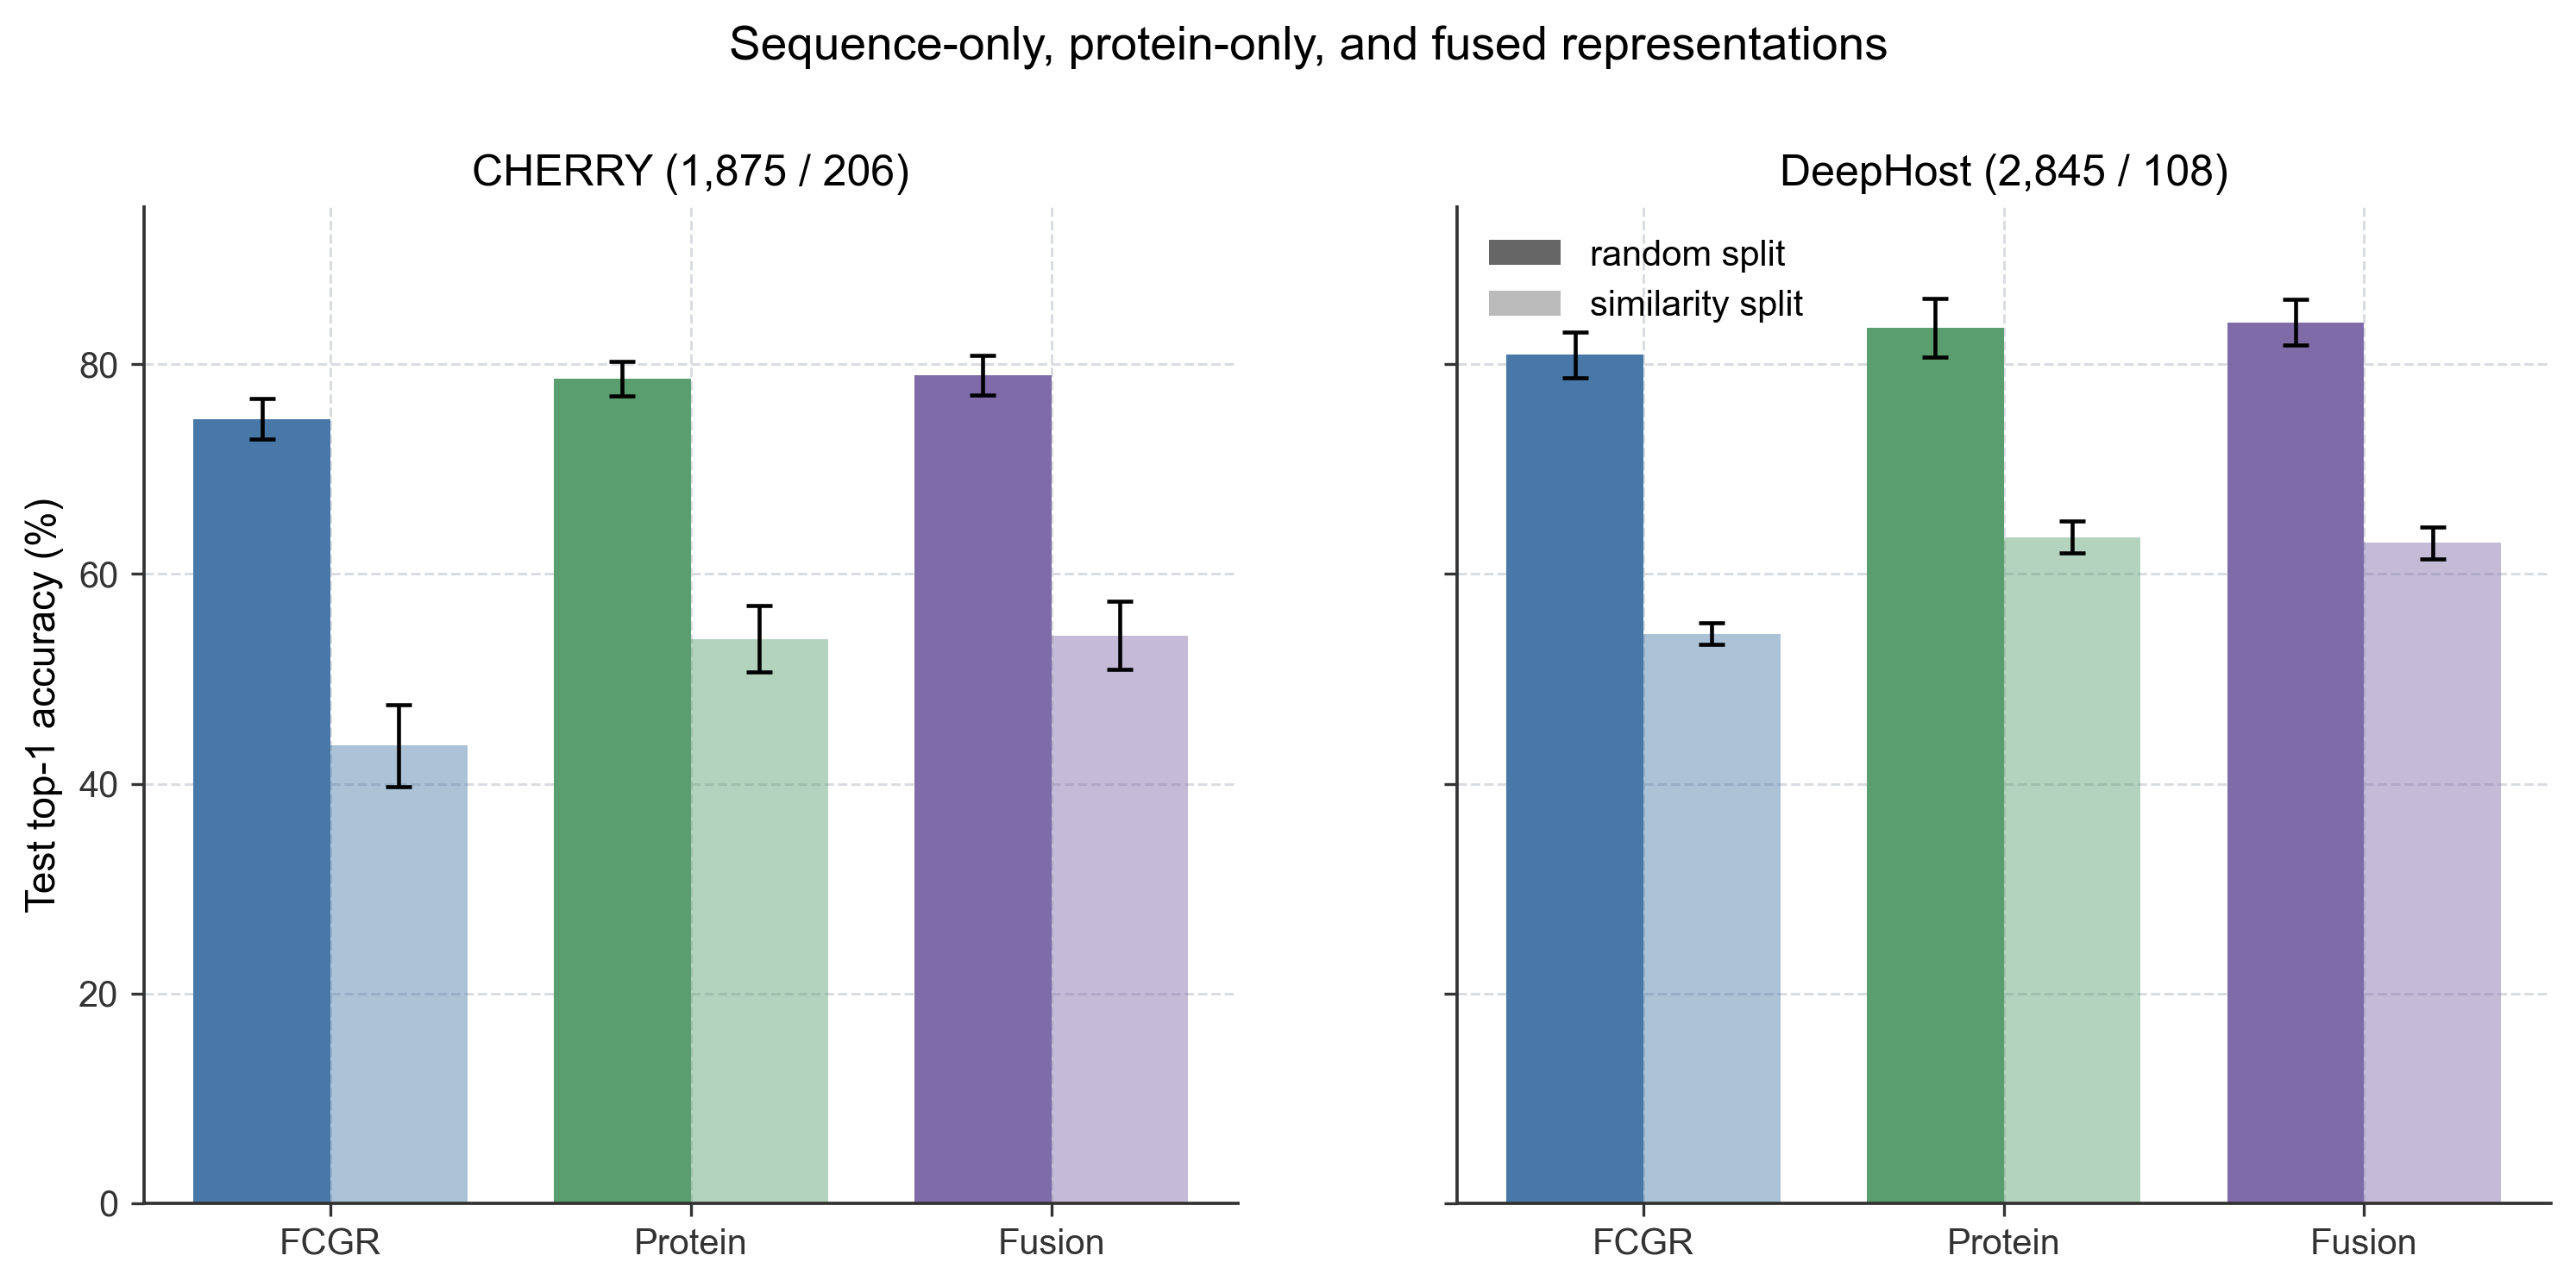 Sequence-only, protein-only, and fused representations
CHERRY (1,875 / 206)
DeepHost (2,845 / 108)
random split
similarity split
Test top-1 accuracy (%)
80
60
40
20
0
FCGR
Protein
Fusion
FCGR
Protein
Fusion